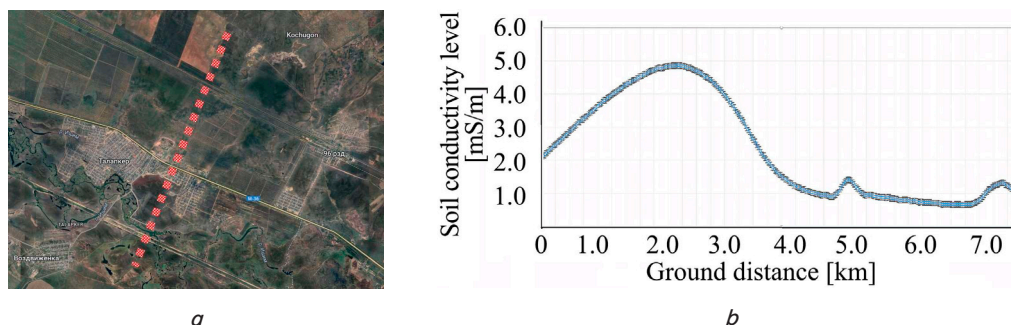 Kochugon
96 рзд
Талапкер
Воздвиженка
a
Soil conductivity level
[mS/m]
6.0
5.0
4.0
3.0
2.0
1.0
0 1.0 2.0 3.0 4.0 5.0 6.0 7.0
Ground distance [km]
b